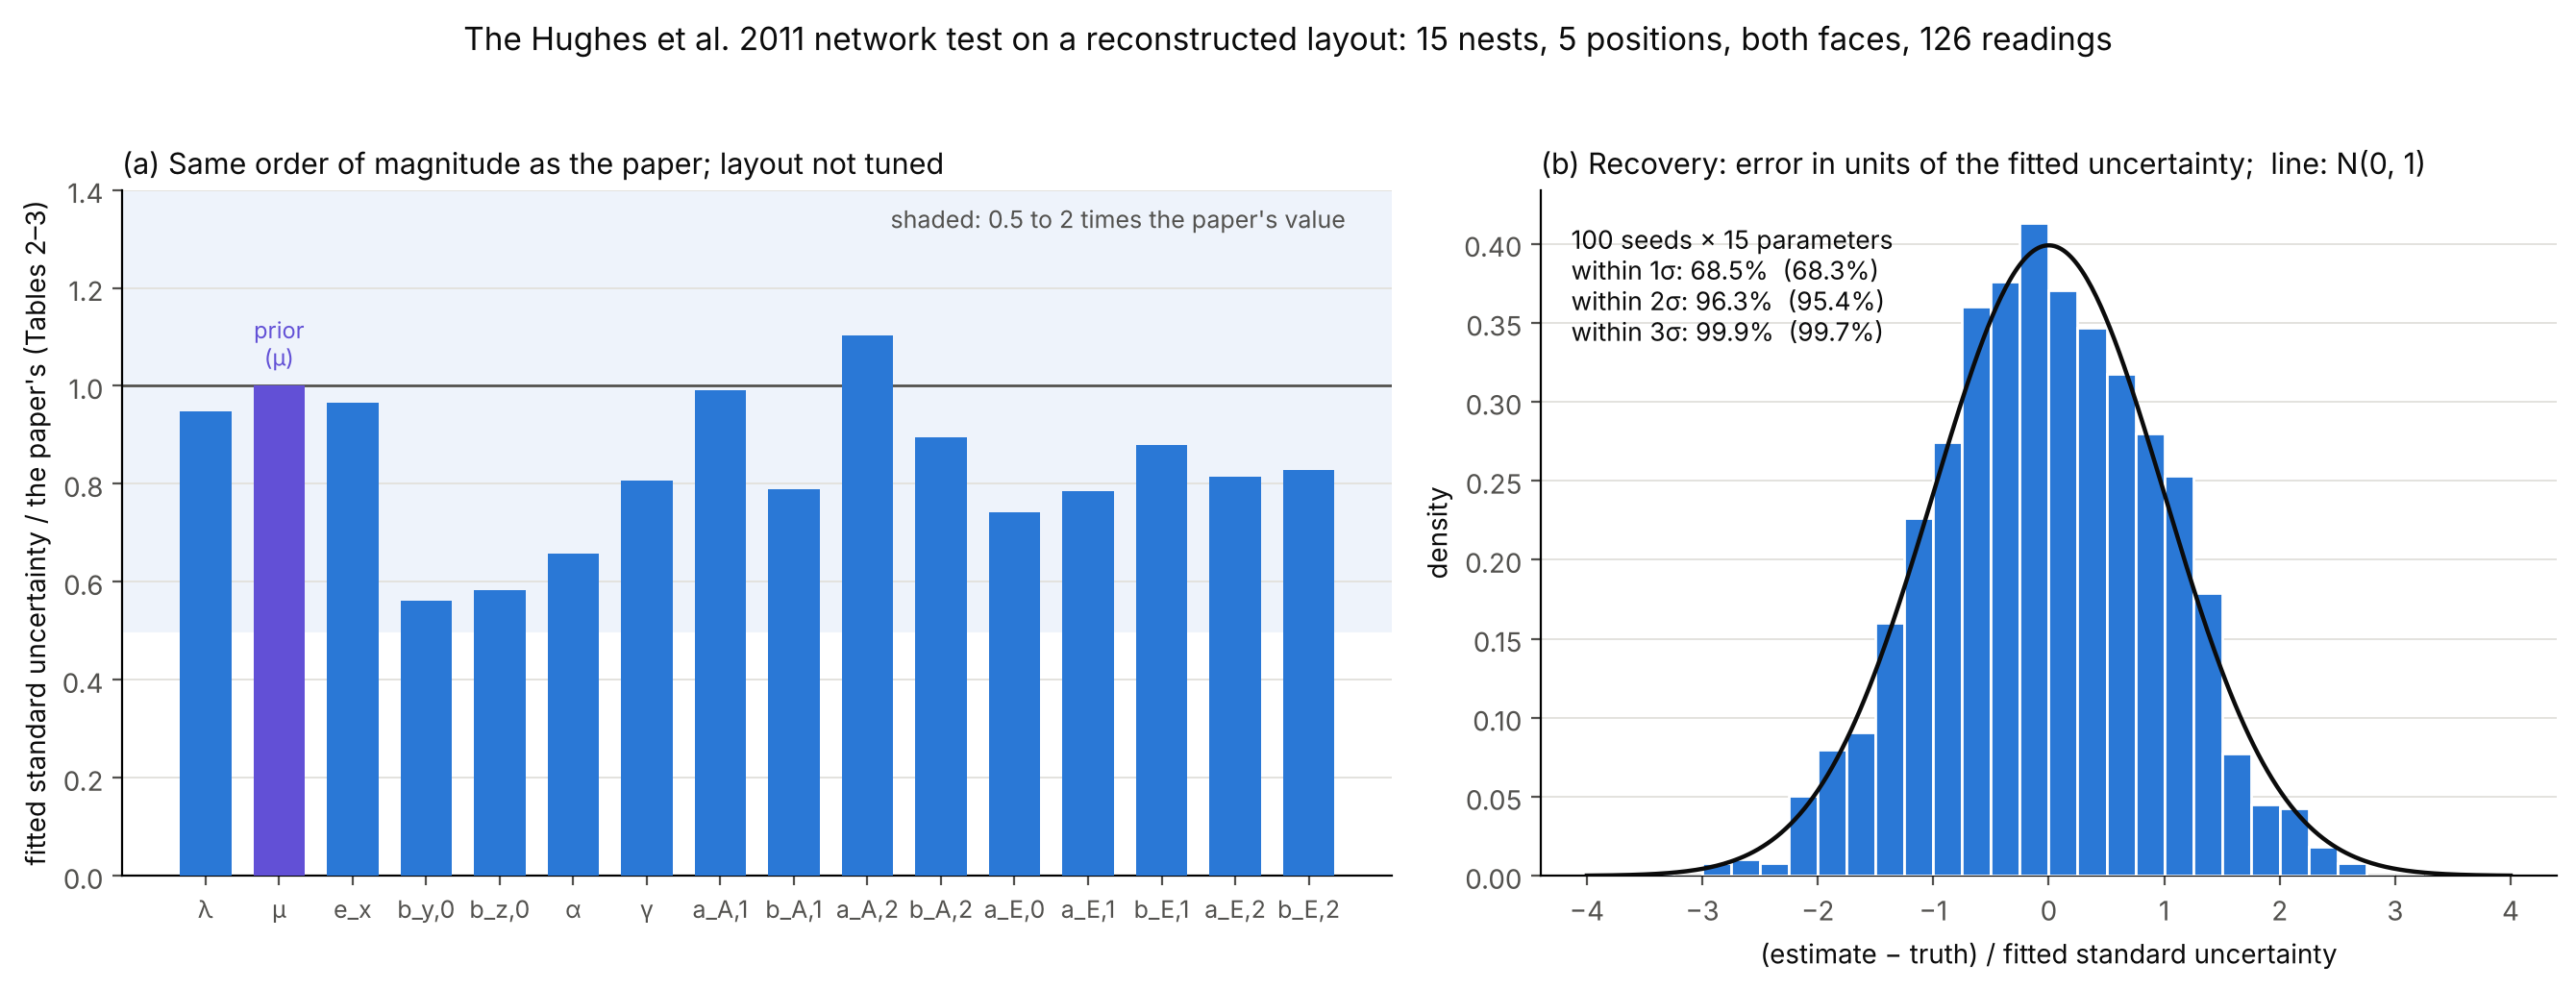 The Hughes et al. 2011 network test on a reconstructed layout: 15 nests, 5 positions, both faces, 126 readings
(a) Same order of magnitude as the paper; layout not tuned
fitted standard uncertainty / the paper's (Tables 2–3)
1.4
1.2
1.0
0.8
0.6
0.4
0.2
0.0
shaded: 0.5 to 2 times the paper's value
prior
(μ)
λ μ e_x b_y,0 b_z,0 α γ a_A,1 b_A,1 a_A,2 b_A,2 a_E,0 a_E,1 b_E,1 a_E,2 b_E,2
(b) Recovery: error in units of the fitted uncertainty; line: N(0, 1)
density
0.40
0.35
0.30
0.25
0.20
0.15
0.10
0.05
0.00
100 seeds × 15 parameters
within 1σ: 68.5% (68.3%)
within 2σ: 96.3% (95.4%)
within 3σ: 99.9% (99.7%)
−4 −3 −2 −1 0 1 2 3 4
(estimate − truth) / fitted standard uncertainty